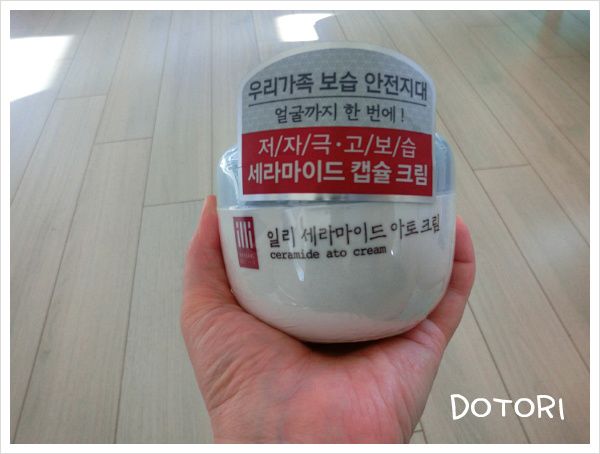 우리가족 보습 안전지대
얼굴까지 한 번에!
저/자/극·고/보/습
세라마이드 캡슐 크림
illi
일리 세라마이드 아토크림
ceramide ato cream
DOTORI